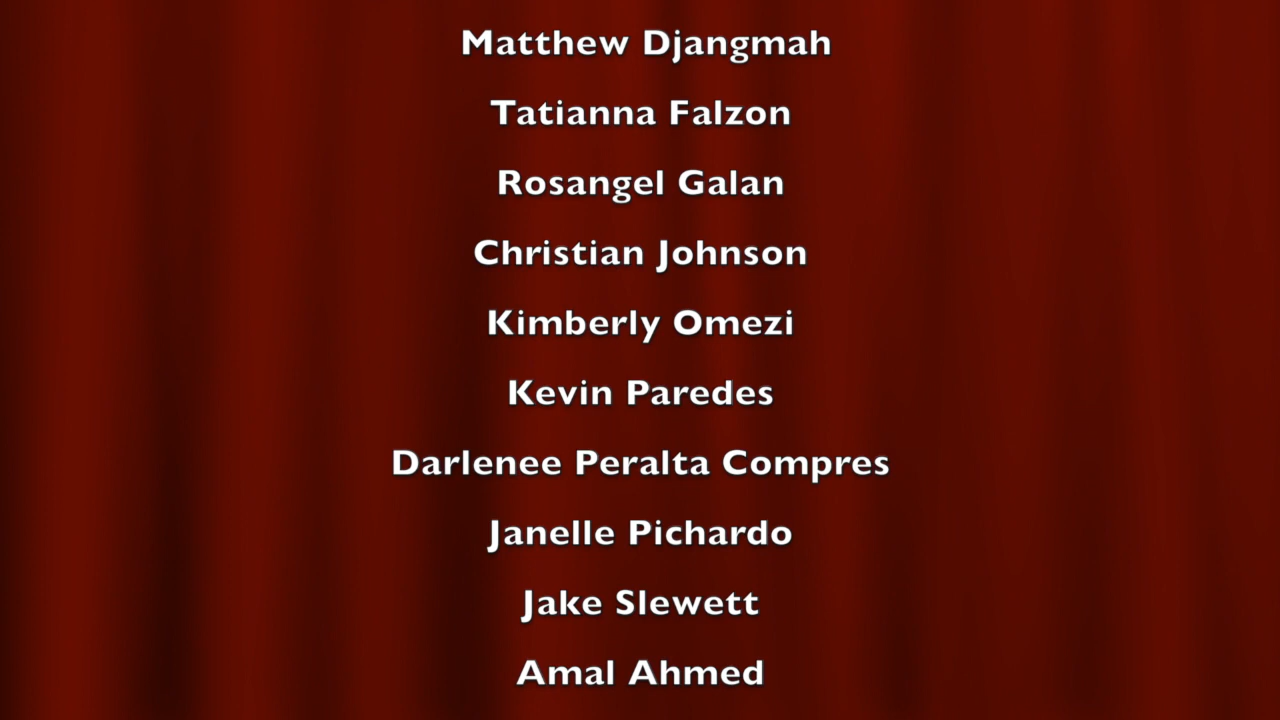 Matthew Djangmah
Tatianna Falzon
Rosangel Galan
Christian Johnson
Kimberly Omezi
Kevin Paredes
Darlenee Peralta Compres
Janelle Pichardo
Jake Slewett
Amal Ahmed